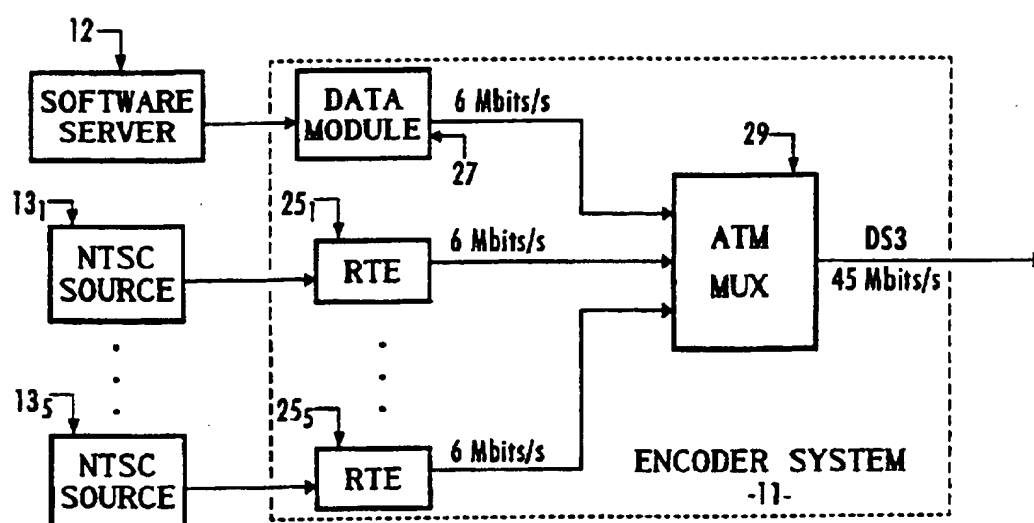 12
SOFTWARE
SERVER
DATA
MODULE
6 Mbits/s
27
29
13₁
NTSC
SOURCE
25₁
RTE
6 Mbits/s
ATM
MUX
DS3
45 Mbits/s
13₅
NTSC
SOURCE
25₅
RTE
6 Mbits/s
ENCODER SYSTEM
-11-